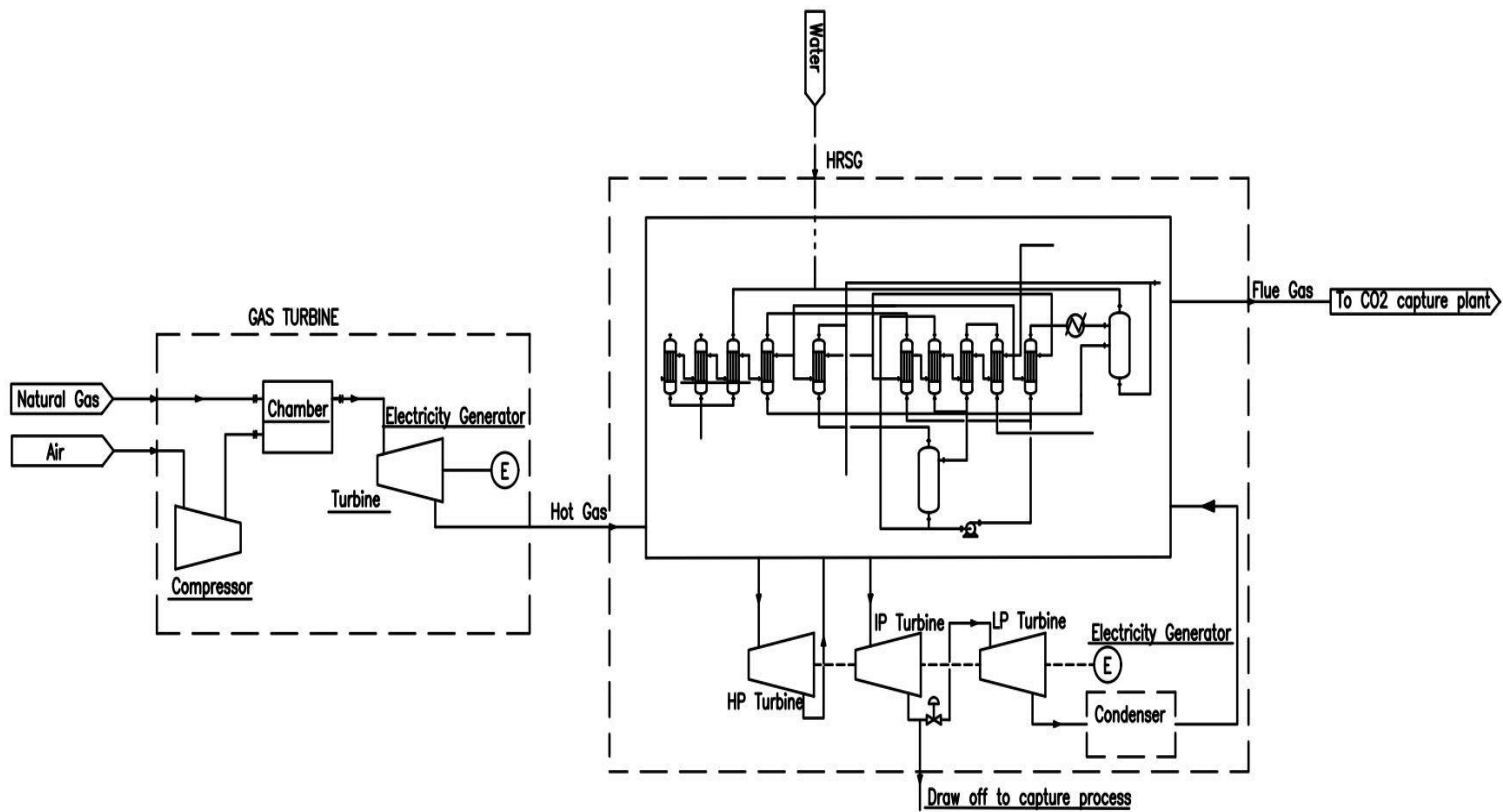 Water
HRSG
GAS TURBINE
Flue Gas
To CO2 capture plant
Natural Gas
Chamber
Electricity Generator
Air
E
Turbine
Hot Gas
Compressor
IP Turbine
LP Turbine
Electricity Generator
E
HP Turbine
Condenser
Draw off to capture process